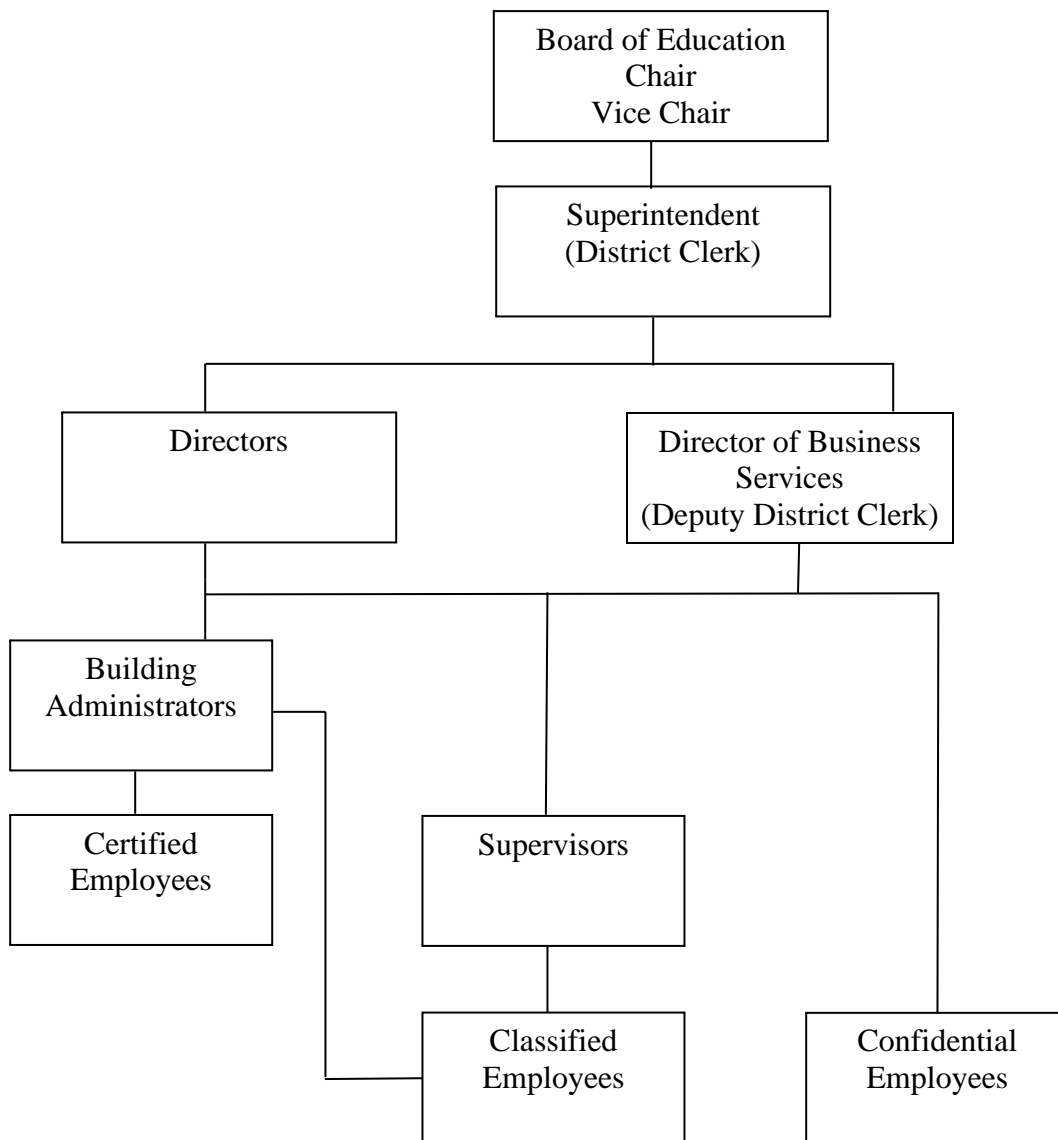 Board of Education
Chair
Vice Chair
Superintendent
(District Clerk)
Directors
Director of Business
Services
(Deputy District Clerk)
Building
Administrators
Certified
Employees
Supervisors
Classified
Employees
Confidential
Employees